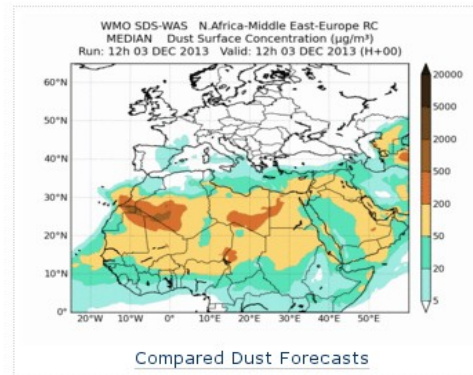 WMO SDS-WAS N.Africa-Middle East-Europe RC
MEDIAN Dust Surface Concentration (µg/m³)
Run: 12h 03 DEC 2013 Valid: 12h 03 DEC 2013 (H+00)
60°N
50°N
40°N
30°N
20°N
10°N
0°
20°W
10°W
0°
10°E
20°E
30°E
40°E
50°E
20000
5000
2000
500
200
50
20
5
Compared Dust Forecasts